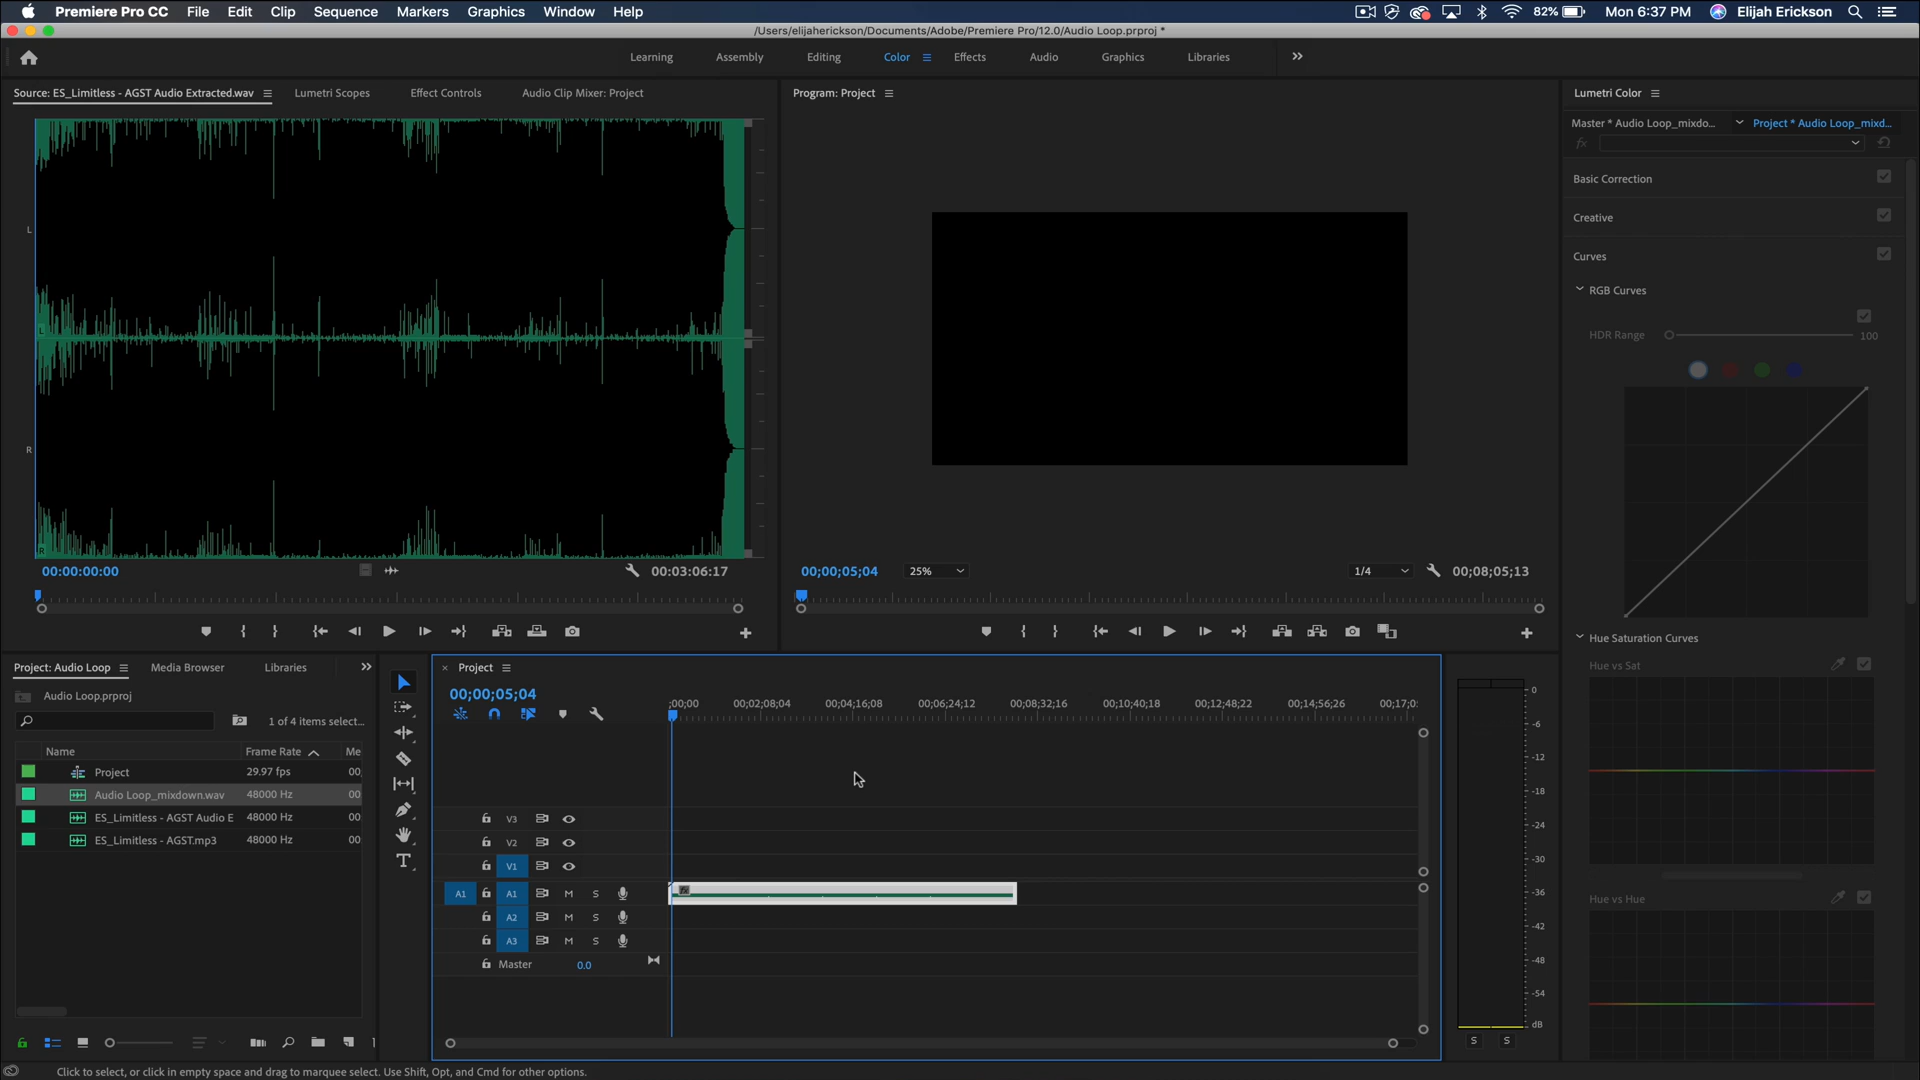 Premiere Pro CC File Edit Clip Sequence Markers Graphics Window Help 82% Mon 6:37 PM Elijah Erickson
/Users/elijaherickson/Documents/Adobe/Premiere Pro/12.0/Audio Loop.prproj *
Learning Assembly Editing Color Effects Audio Graphics Libraries
Source: ES_Limitless - AGST Audio Extracted.wav Lumetri Scopes Effect Controls Audio Clip Mixer: Project
Program: Project
Lumetri Color
Master * Audio Loop_mixdo... Project * Audio Loop_mixd...
fx
Basic Correction
Creative
Curves
RGB Curves
HDR Range 100
L
R
00:00:00:00 00:03:06:17
00;00;05;04 25% 1/4 00;08;05;13
Hue Saturation Curves
Hue vs Sat
Hue vs Hue
Project: Audio Loop Media Browser Libraries
Audio Loop.prproj
1 of 4 items select...
Name Frame Rate Me
Project 29.97 fps 00,
Audio Loop_mixdown.wav 48000 Hz 00
ES_Limitless - AGST Audio E 48000 Hz 00
ES_Limitless - AGST.mp3 48000 Hz 00
Project
00;00;05;04
;00;00 00;02;08;04 00;04;16;08 00;06;24;12 00;08;32;16 00;10;40;18 00;12;48;22 00;14;56;26 00;17;0
V3
V2
V1
A1 A1 M S
A2 M S
A3 M S
Master 0.0
0
-6
-12
-18
-24
-30
-36
-42
-48
-54
dB
S S
Click to select, or click in empty space and drag to marquee select. Use Shift, Opt, and Cmd for other options.